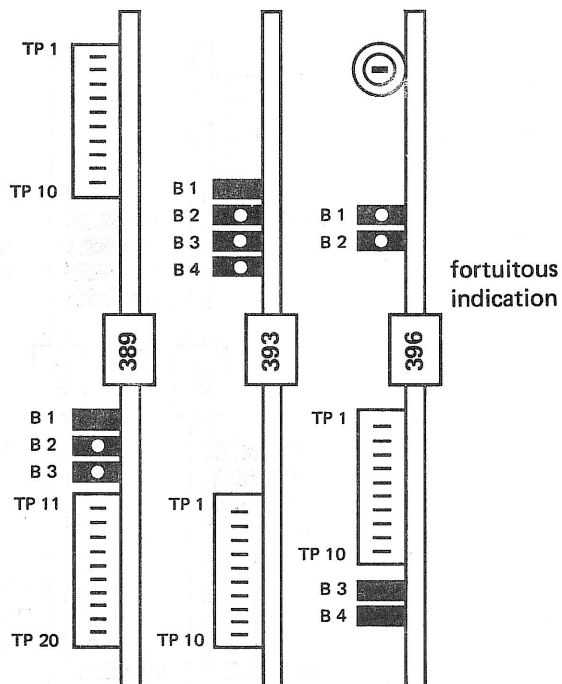 TP 1
TP 10
389
B 1
B 2
B 3
TP 11
TP 20
B 1
B 2
B 3
B 4
393
TP 1
TP 10
B 1
B 2
396
TP 1
TP 10
B 3
B 4
fortuitous
indication